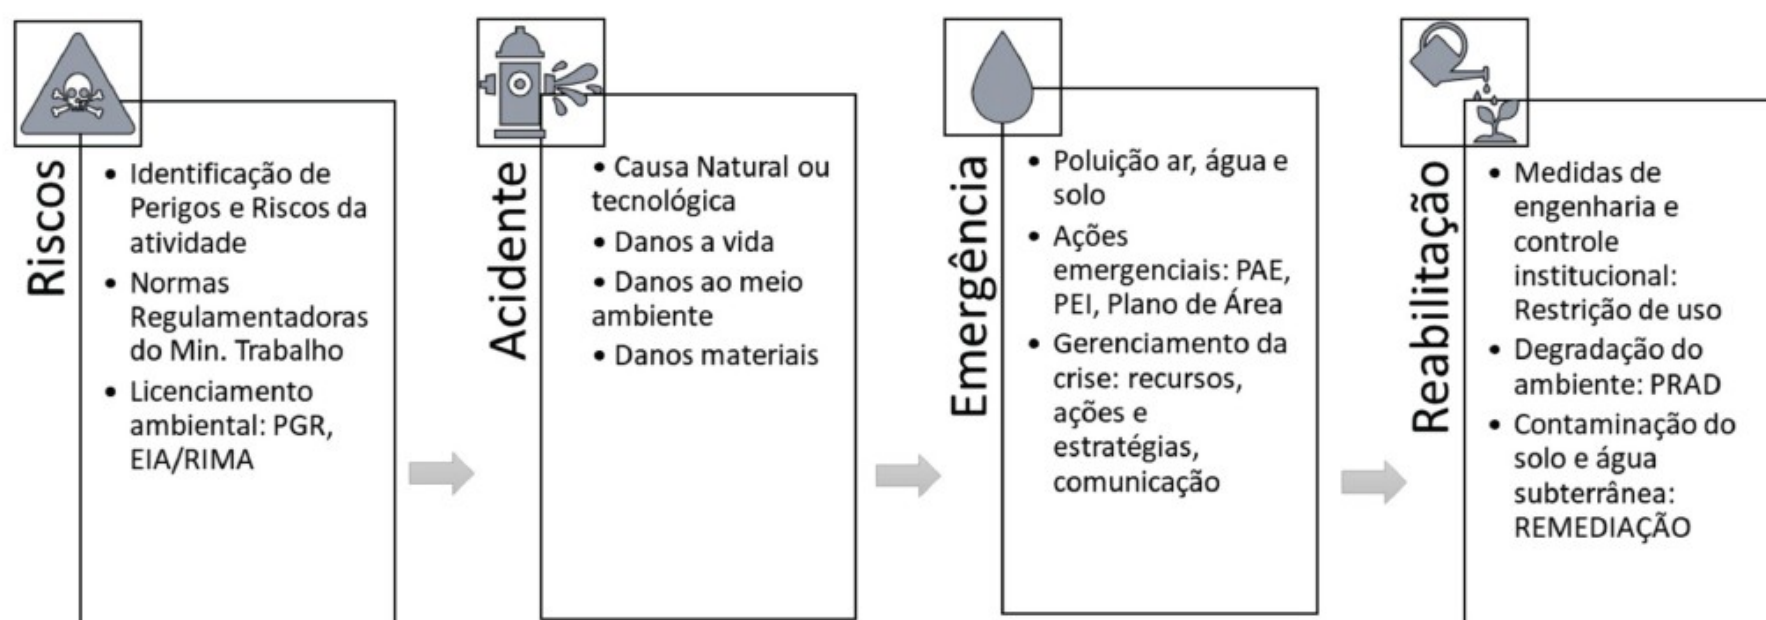 Riscos
• Identificação de
Perigos e Riscos da
atividade
• Normas
Regulamentadoras
do Min. Trabalho
• Licenciamento
ambiental: PGR,
EIA/RIMA
Acidente
• Causa Natural ou
tecnológica
• Danos a vida
• Danos ao meio
ambiente
• Danos materiais
Emergência
• Poluição ar, água e
solo
• Ações
emergenciais: PAE,
PEI, Plano de Área
• Gerenciamento da
crise: recursos,
ações e
estratégias,
comunicação
Reabilitação
• Medidas de
engenharia e
controle
institucional:
Restrição de uso
• Degradação do
ambiente: PRAD
• Contaminação do
solo e água
subterrânea:
REMEDIAÇÃO